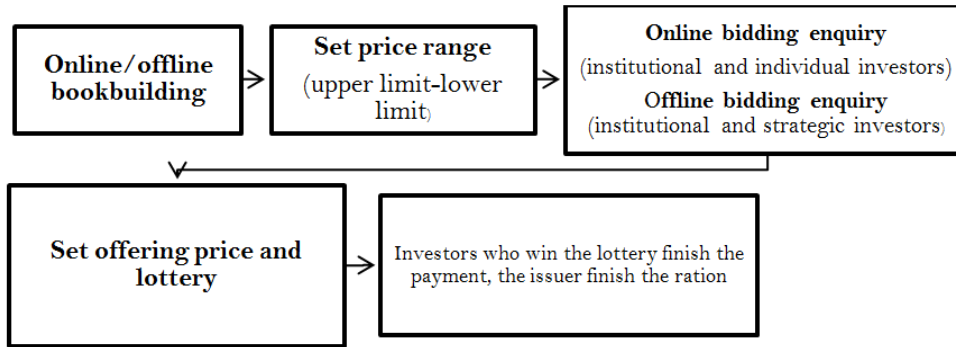 Online/offline
bookbuilding
Set price range
(upper limit-lower
limit)
Online bidding enquiry
(institutional and individual investors)
Offline bidding enquiry
(institutional and strategic investors)
Set offering price and
lottery
Investors who win the lottery finish the
payment, the issuer finish the ration